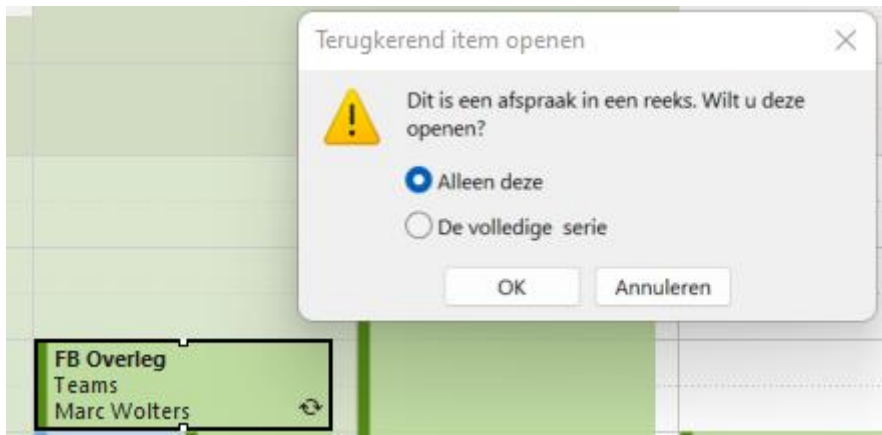 Terugkerend item openen
Dit is een afspraak in een reeks. Wilt u deze
openen?
Alleen deze
De volledige serie
OK
Annuleren
FB Overleg
Teams
Marc Wolters